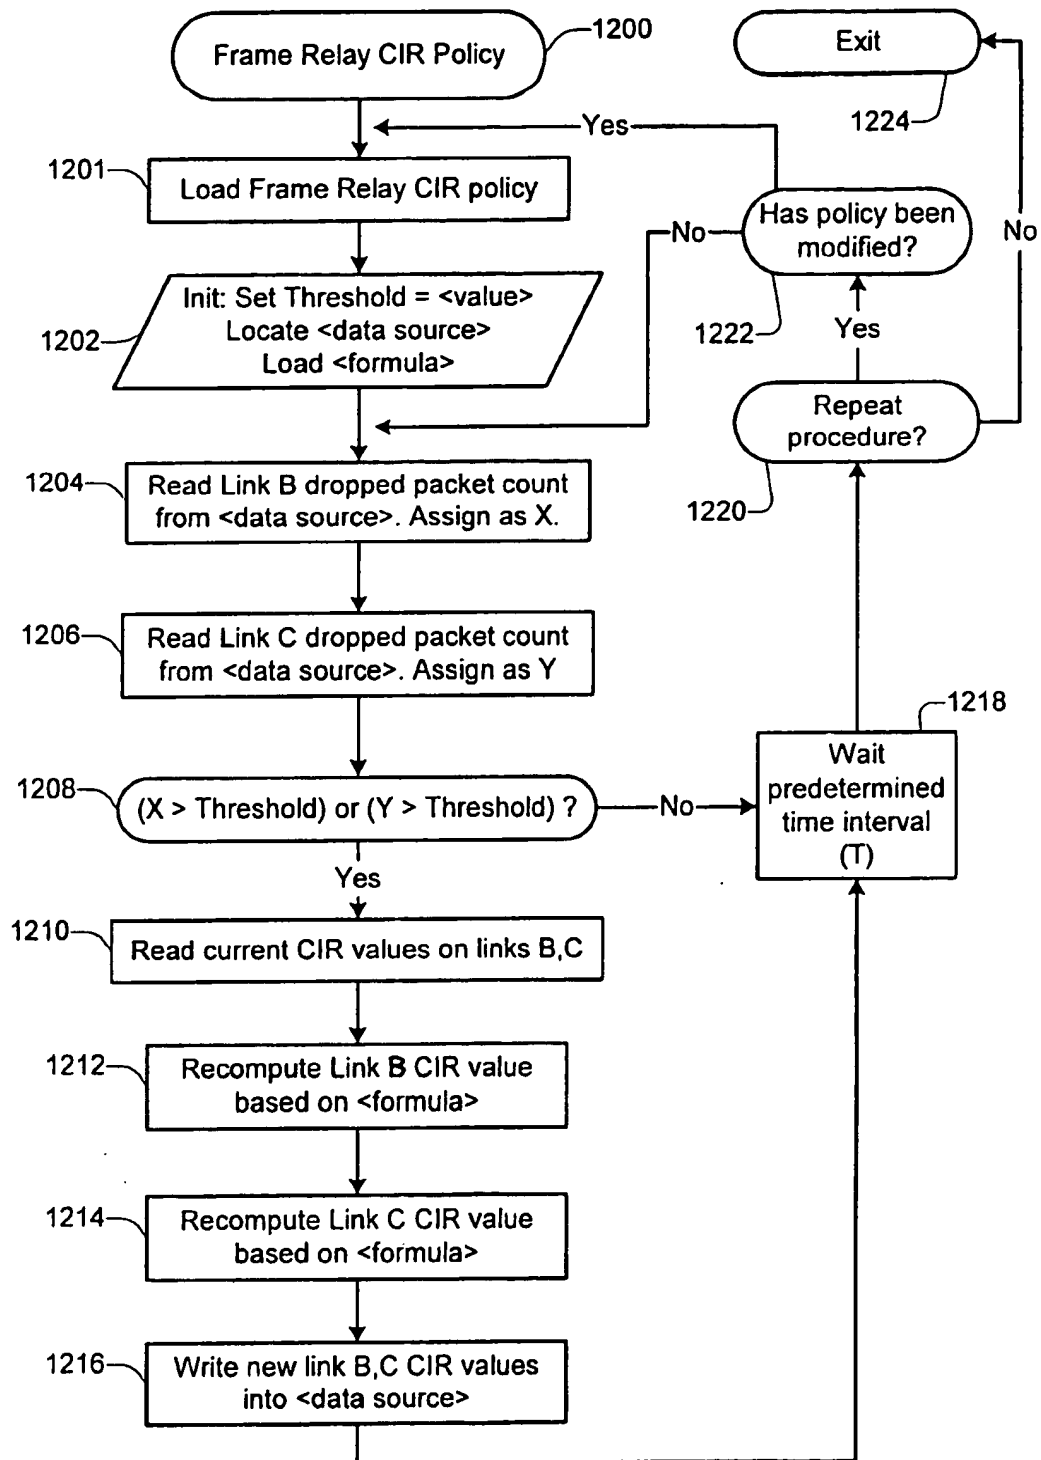 Frame Relay CIR Policy
1200
Exit
1224
Yes
1201
Load Frame Relay CIR policy
Has policy been
modified?
1222
No
No
Init: Set Threshold = <value>
Locate <data source>
Load <formula>
1202
Yes
Repeat
procedure?
1220
1204
Read Link B dropped packet count
from <data source>. Assign as X.
1206
Read Link C dropped packet count
from <data source>. Assign as Y
1218
Wait
predetermined
time interval
(T)
1208
(X > Threshold) or (Y > Threshold) ?
No
Yes
1210
Read current CIR values on links B,C
1212
Recompute Link B CIR value
based on <formula>
1214
Recompute Link C CIR value
based on <formula>
1216
Write new link B,C CIR values
into <data source>